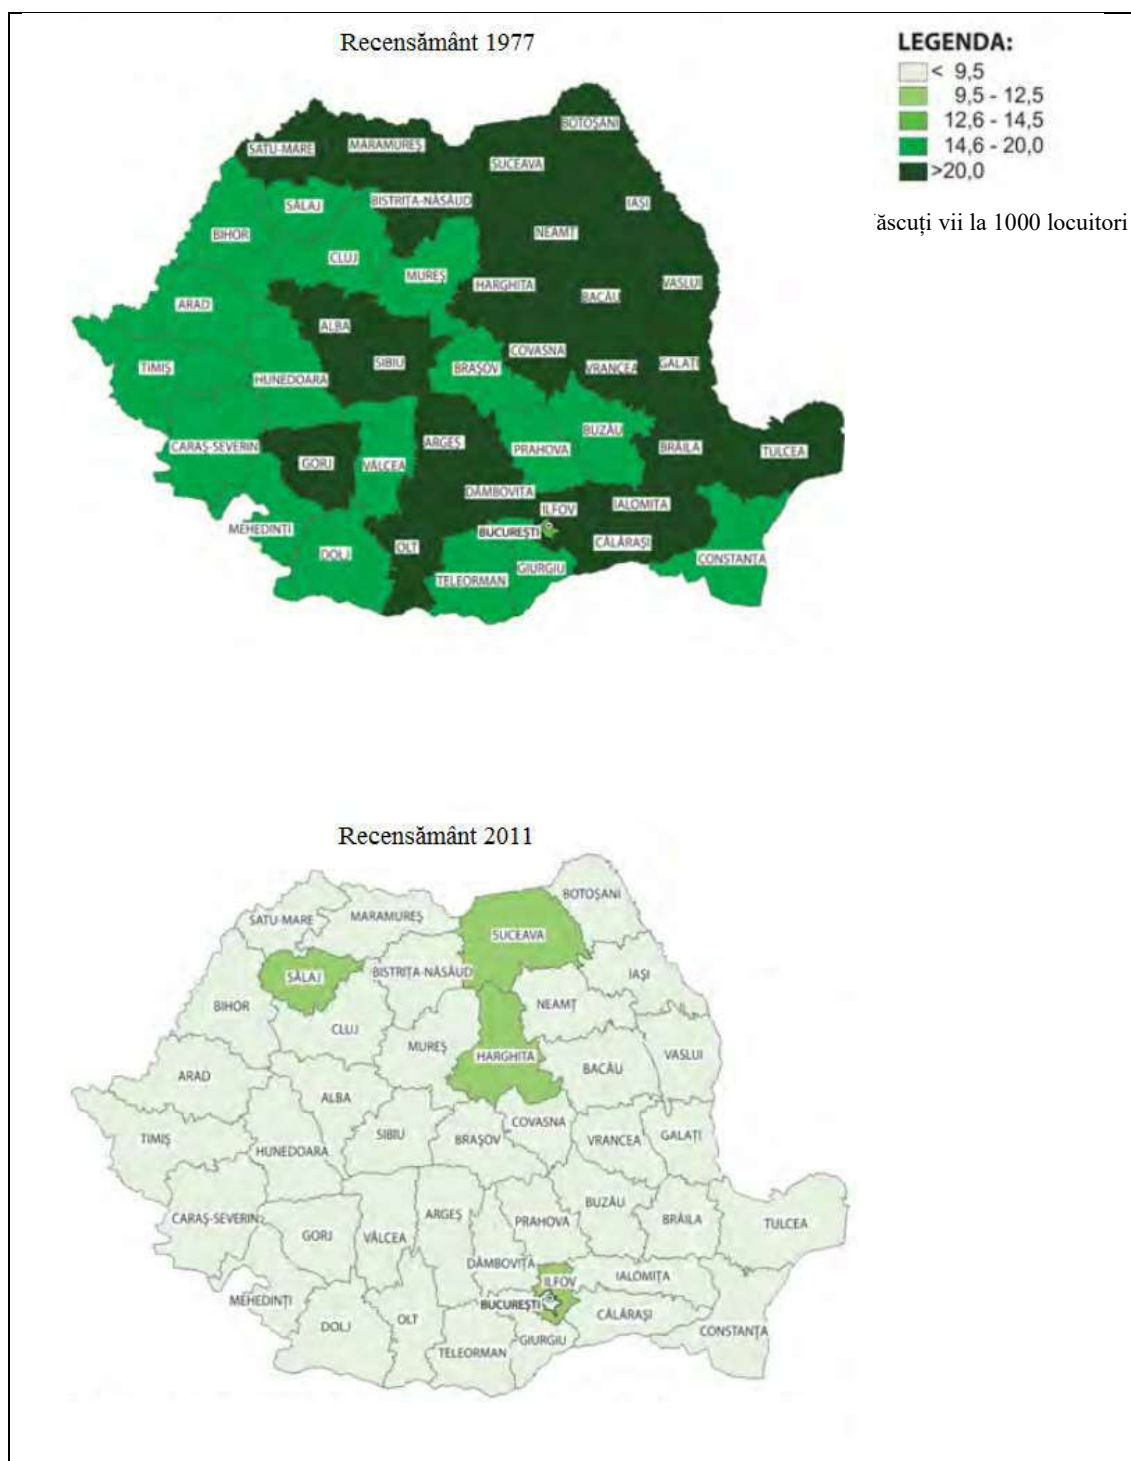 Recensământ 1977
LEGENDA:
< 9,5
9,5 - 12,5
12,6 - 14,5
14,6 - 20,0
>20,0
ăscuți vii la 1000 locuitori
BOTOȘANI
SATU-MARE
MARAMUREȘ
SUCEAVA
BISTRIȚA-NĂSĂUD
IAȘI
SĂLAJ
BIHOR
NEAMȚ
CLUJ
MUREȘ
HARGHITA
VASLUI
BACĂU
ARAD
ALBA
COVASNA
SIBIU
BRAȘOV
VRANCEA
GALAȚI
TIMIȘ
HUNEDOARA
BUZĂU
CARAȘ-SEVERIN
ARGEȘ
PRAHOVA
BRĂILA
TULCEA
GORJ
VÂLCEA
DÂMBOVIȚA
ILFOV
IALOMIȚA
MEHEDINȚI
BUCUREȘTI
DOLJ
OLT
CĂLĂRAȘI
CONSTANȚA
GIURGIU
TELEORMAN
Recensământ 2011
BOTOȘANI
SATU-MARE
MARAMUREȘ
SUCEAVA
SĂLAJ
BISTRIȚA-NĂSĂUD
IAȘI
BIHOR
NEAMȚ
CLUJ
MUREȘ
HARGHITA
VASLUI
BACĂU
ARAD
ALBA
COVASNA
SIBIU
BRAȘOV
VRANCEA
GALAȚI
TIMIȘ
HUNEDOARA
BUZĂU
CARAȘ-SEVERIN
ARGEȘ
PRAHOVA
BRĂILA
TULCEA
GORJ
VÂLCEA
DÂMBOVIȚA
ILFOV
IALOMIȚA
MEHEDINȚI
BUCUREȘTI
DOLJ
OLT
CĂLĂRAȘI
CONSTANȚA
GIURGIU
TELEORMAN